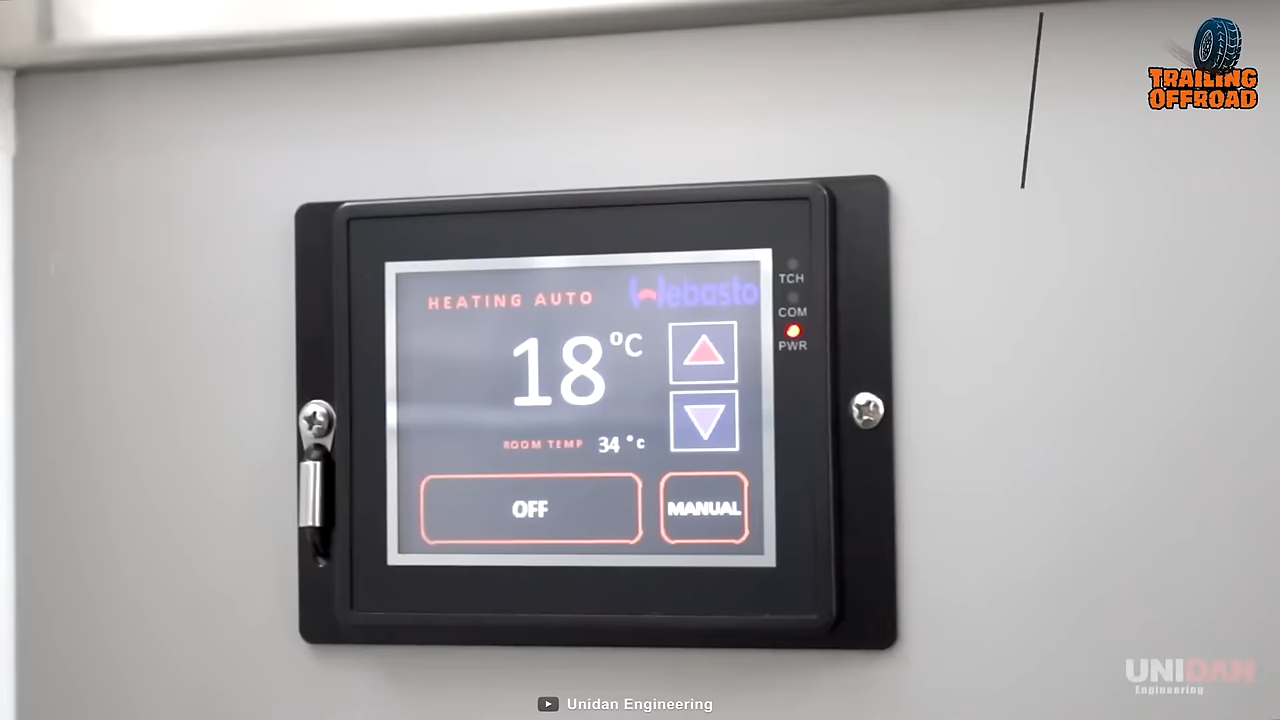 TRAILING
OFFROAD
HEATING AUTO
Webasto
18 °C
ROOM TEMP 34 °c
OFF
MANUAL
TCH
COM
PWR
UNIDAN
Engineering
Unidan Engineering